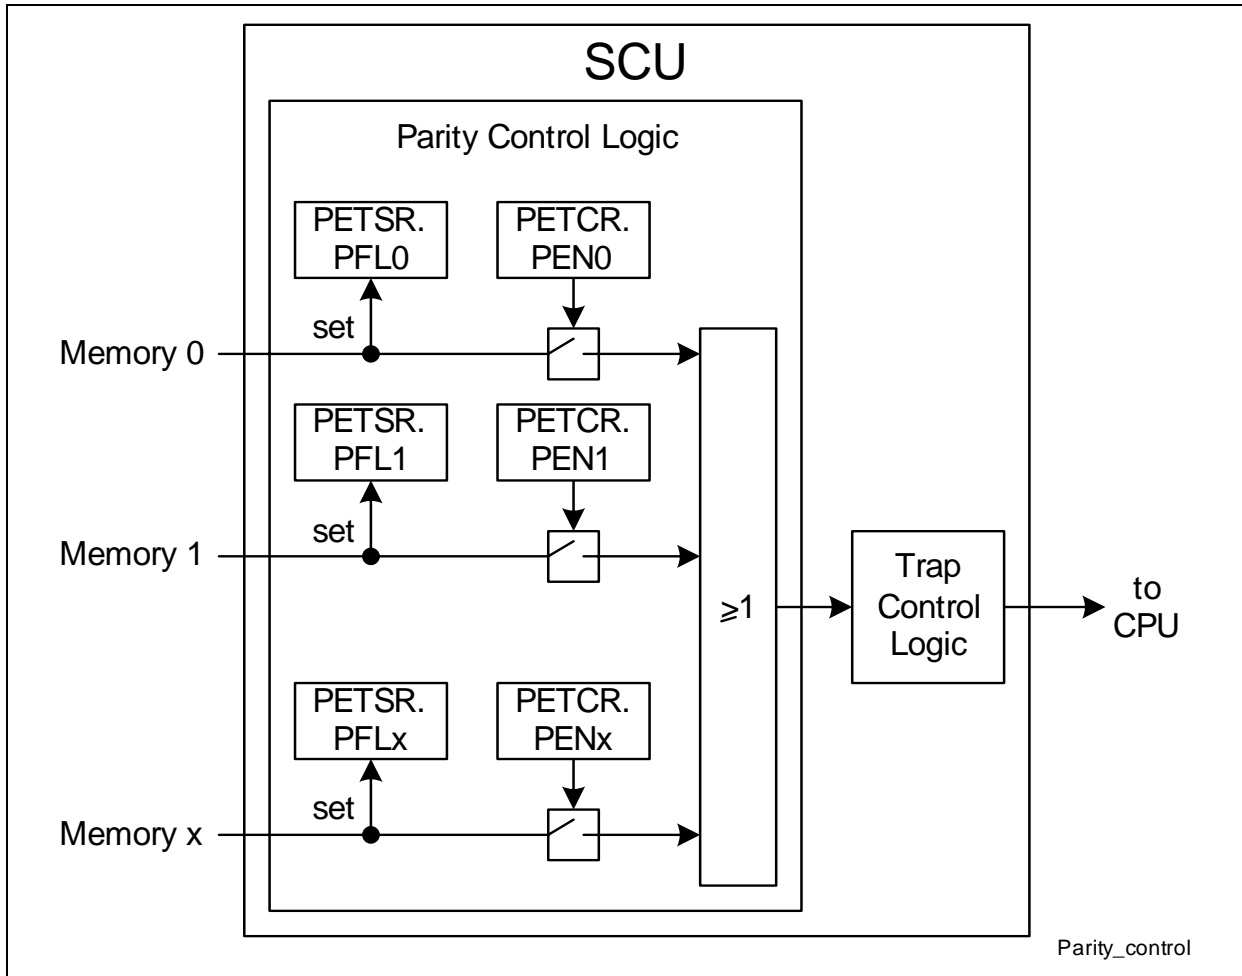 SCU
Parity Control Logic
PETSR.
PFL0
PETCR.
PEN0
set
Memory 0
PETSR.
PFL1
PETCR.
PEN1
set
Memory 1
≥1
Trap
Control
Logic
to
CPU
PETSR.
PFLx
PETCR.
PENx
set
Memory x
Parity_control